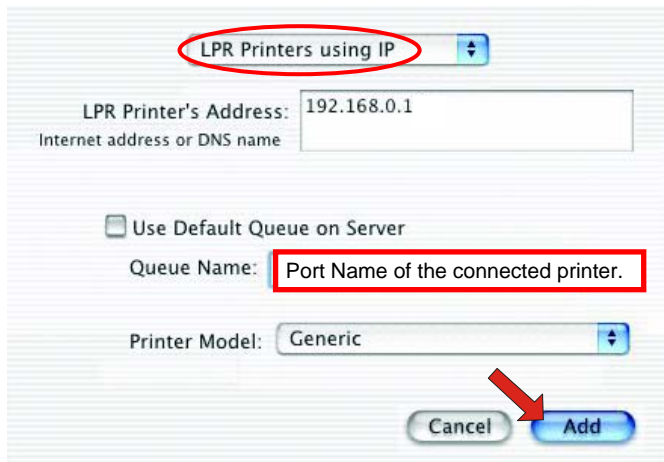 LPR Printers using IP
LPR Printer's Address: 192.168.0.1
Internet address or DNS name
Use Default Queue on Server
Queue Name: Port Name of the connected printer.
Printer Model: Generic
Cancel Add